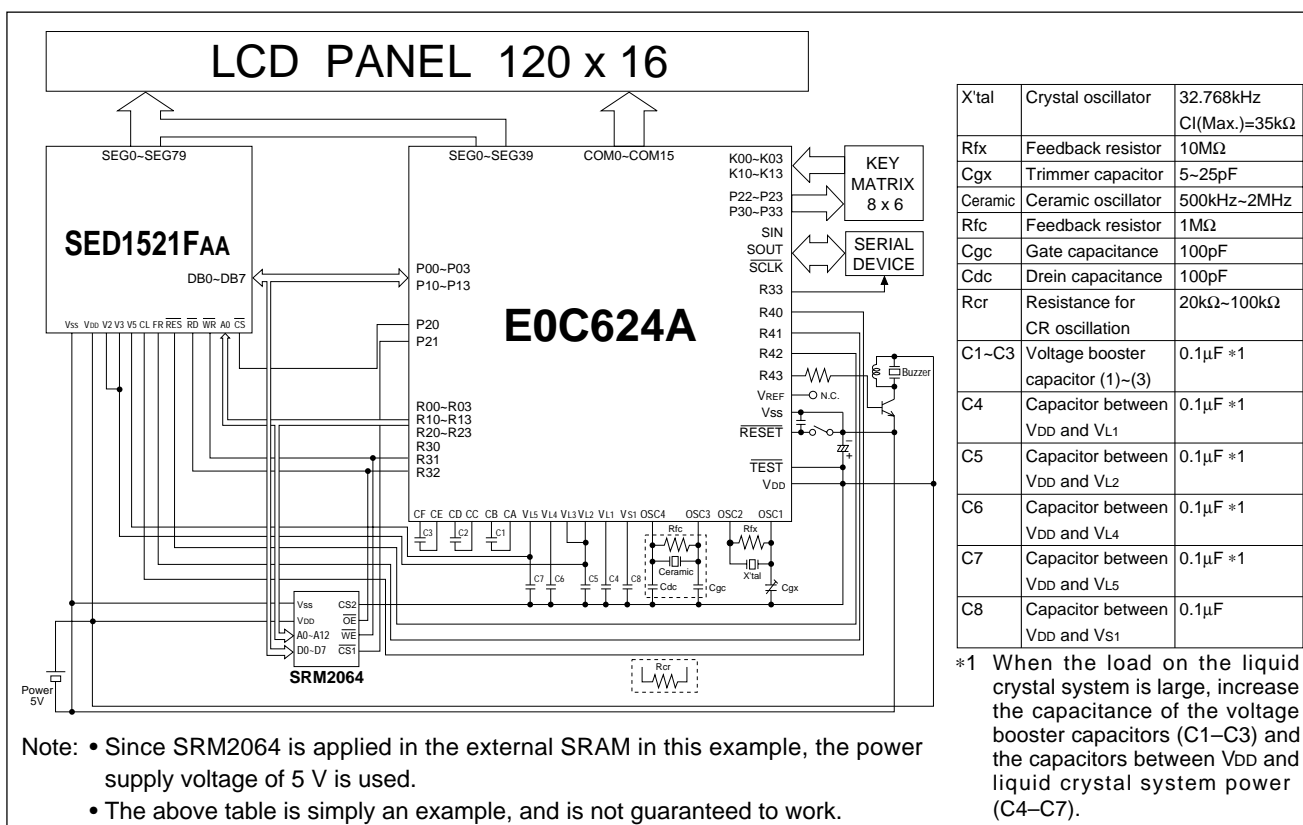 LCD PANEL 120 x 16
SEG0~SEG79
SEG0~SEG39
COM0~COM15
SED1521FAA
DB0~DB7
Vss VDD V2 V3 V5 CL FR RES RD WR A0 CS
E0C624A
P00~P03
P10~P13
P20
P21
R00~R03
R10~R13
R20~R23
R30
R31
R32
K00~K03
K10~K13
P22~P23
P30~P33
SIN
SOUT
SCLK
R33
R40
R41
R42
R43
VREF
Vss
RESET
TEST
VDD
KEY
MATRIX
8 x 6
SERIAL
DEVICE
Buzzer
N.C.
− 
+
CF CE CD CC CB CA VL5 VL4 VL3 VL2 VL1 VS1 OSC4 OSC3 OSC2 OSC1
C3
C2
C1
Rfc
Rfx
Ceramic
X'tal
C7
C6
C5
C4
C8
Cdc
Cgc
Cgx
Vss CS2
VDD OE
A0~A12 WE
D0~D7 CS1
SRM2064
Rcr
Power
5V
X'tal Crystal oscillator 32.768kHz
CI(Max.)=35kΩ
Rfx Feedback resistor 10MΩ
Cgx Trimmer capacitor 5~25pF
Ceramic Ceramic oscillator 500kHz~2MHz
Rfc Feedback resistor 1MΩ
Cgc Gate capacitance 100pF
Cdc Drein capacitance 100pF
Rcr Resistance for 20kΩ~100kΩ
CR oscillation
C1~C3 Voltage booster 0.1µF *1
capacitor (1)~(3)
C4 Capacitor between 0.1µF *1
VDD and VL1
C5 Capacitor between 0.1µF *1
VDD and VL2
C6 Capacitor between 0.1µF *1
VDD and VL4
C7 Capacitor between 0.1µF *1
VDD and VL5
C8 Capacitor between 0.1µF
VDD and VS1
*1 When the load on the liquid
crystal system is large, increase
the capacitance of the voltage
booster capacitors (C1–C3) and
the capacitors between VDD and
liquid crystal system power
(C4–C7).
Note: • Since SRM2064 is applied in the external SRAM in this example, the power
supply voltage of 5 V is used.
• The above table is simply an example, and is not guaranteed to work.